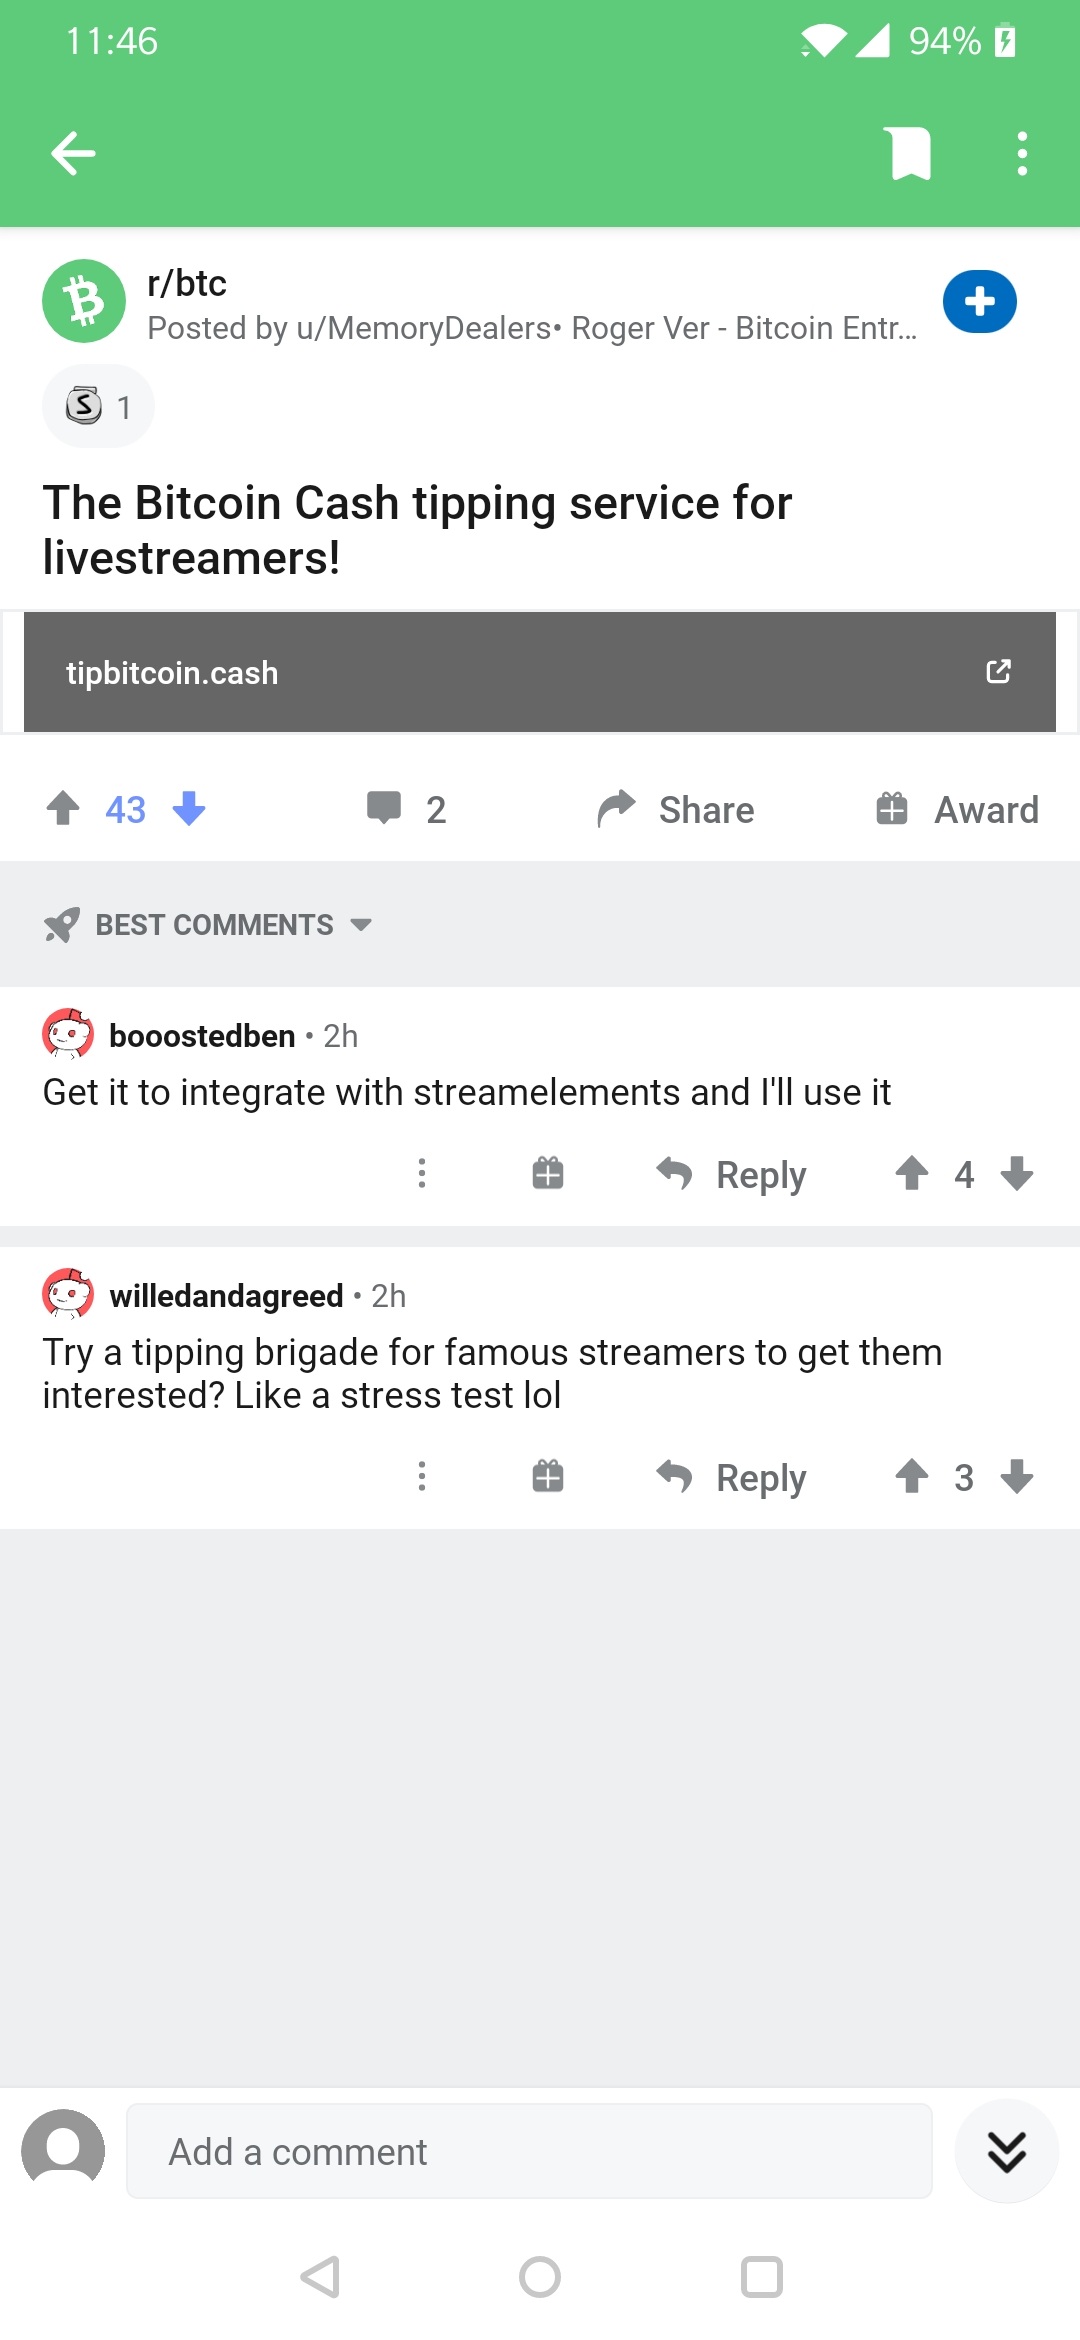 11:46
94%
r/btc
Posted by u/MemoryDealers• Roger Ver - Bitcoin Entr...
1
The Bitcoin Cash tipping service for
livestreamers!
tipbitcoin.cash
43
2
Share
Award
BEST COMMENTS
booostedben • 2h
Get it to integrate with streamelements and I'll use it
Reply
4
willedandagreed • 2h
Try a tipping brigade for famous streamers to get them
interested? Like a stress test lol
Reply
3
Add a comment